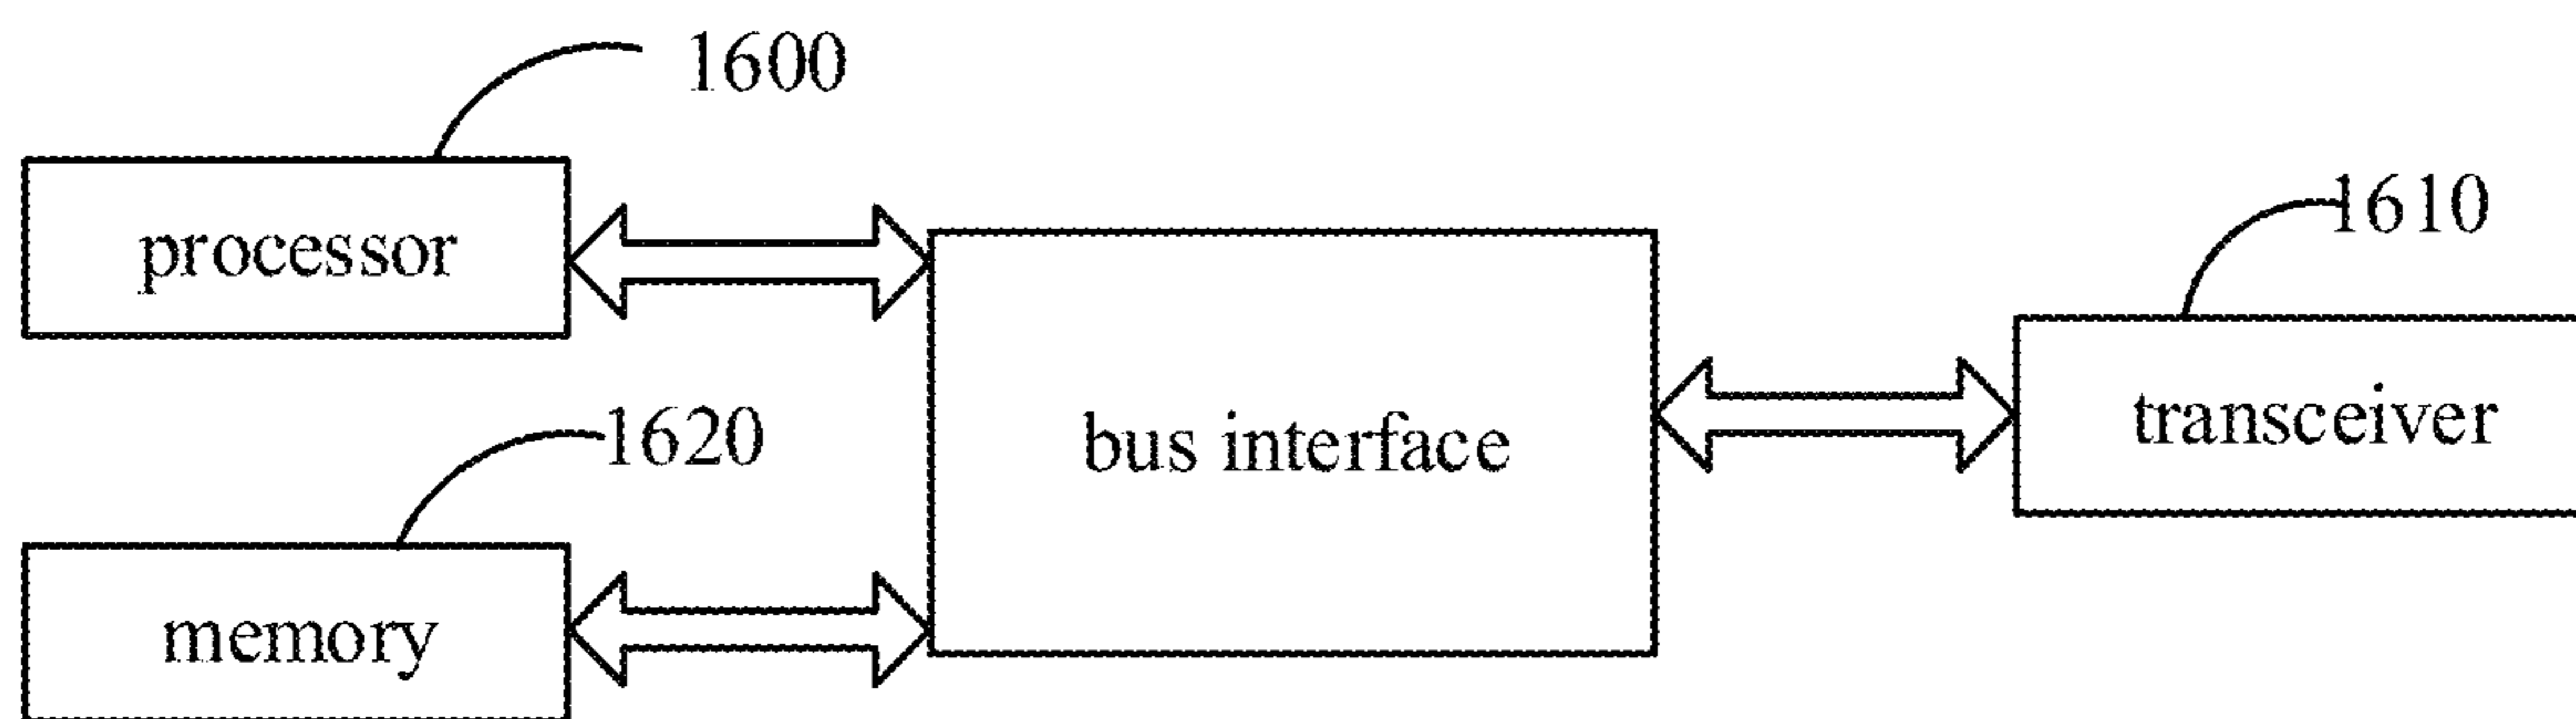 1600
processor
1610
transceiver
bus interface
1620
memory